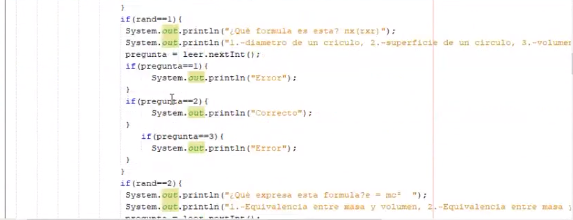 }
if(rand==1){
System.out.println("¿Qué formula es esta? nx(rxr)");
System.out.println("1.-diametro de un criculo, 2.-superficie de un circulo, 3.-volumen
pregunta = leer.nextInt();
if(pregunta==1){
System.out.println("Error");
}
if(pregunta==2){
System.out.println("Correcto");
}
if(pregunta==3){
System.out.println("Error");
}
}
if(rand==2){
System.out.println("¿Que expresa esta formula?e = mc² ");
System.out.println("1.-Equivalencia entre masa y volumen, 2.-Equivalencia entre masa y
pregunta = leer.nextInt();